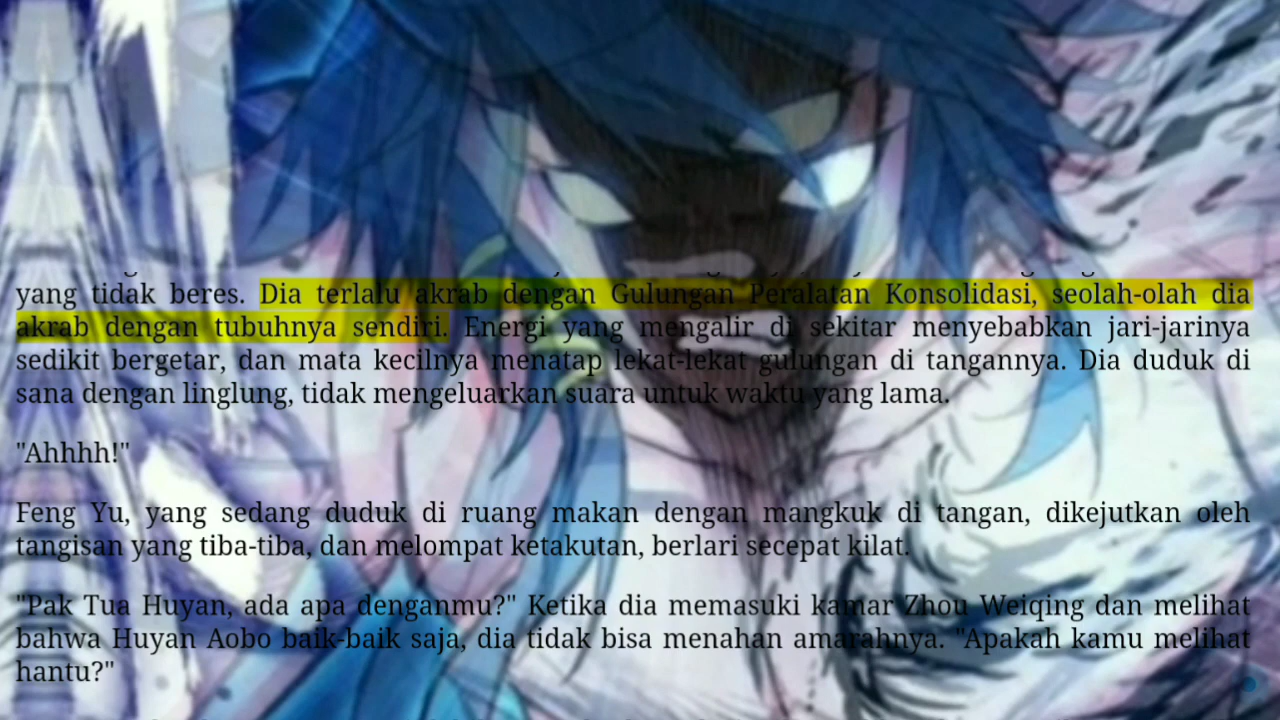 yang tidak beres. Dia terlalu akrab dengan Gulungan Peralatan Konsolidasi, seolah-olah dia
akrab dengan tubuhnya sendiri. Energi yang mengalir di sekitar menyebabkan jari-jarinya
sedikit bergetar, dan mata kecilnya menatap lekat-lekat gulungan di tangannya. Dia duduk di
sana dengan linglung, tidak mengeluarkan suara untuk waktu yang lama.
"Ahhhh!"
Feng Yu, yang sedang duduk di ruang makan dengan mangkuk di tangan, dikejutkan oleh
tangisan yang tiba-tiba, dan melompat ketakutan, berlari secepat kilat.
"Pak Tua Huyan, ada apa denganmu?" Ketika dia memasuki kamar Zhou Weiqing dan melihat
bahwa Huyan Aobo baik-baik saja, dia tidak bisa menahan amarahnya. "Apakah kamu melihat
hantu?"